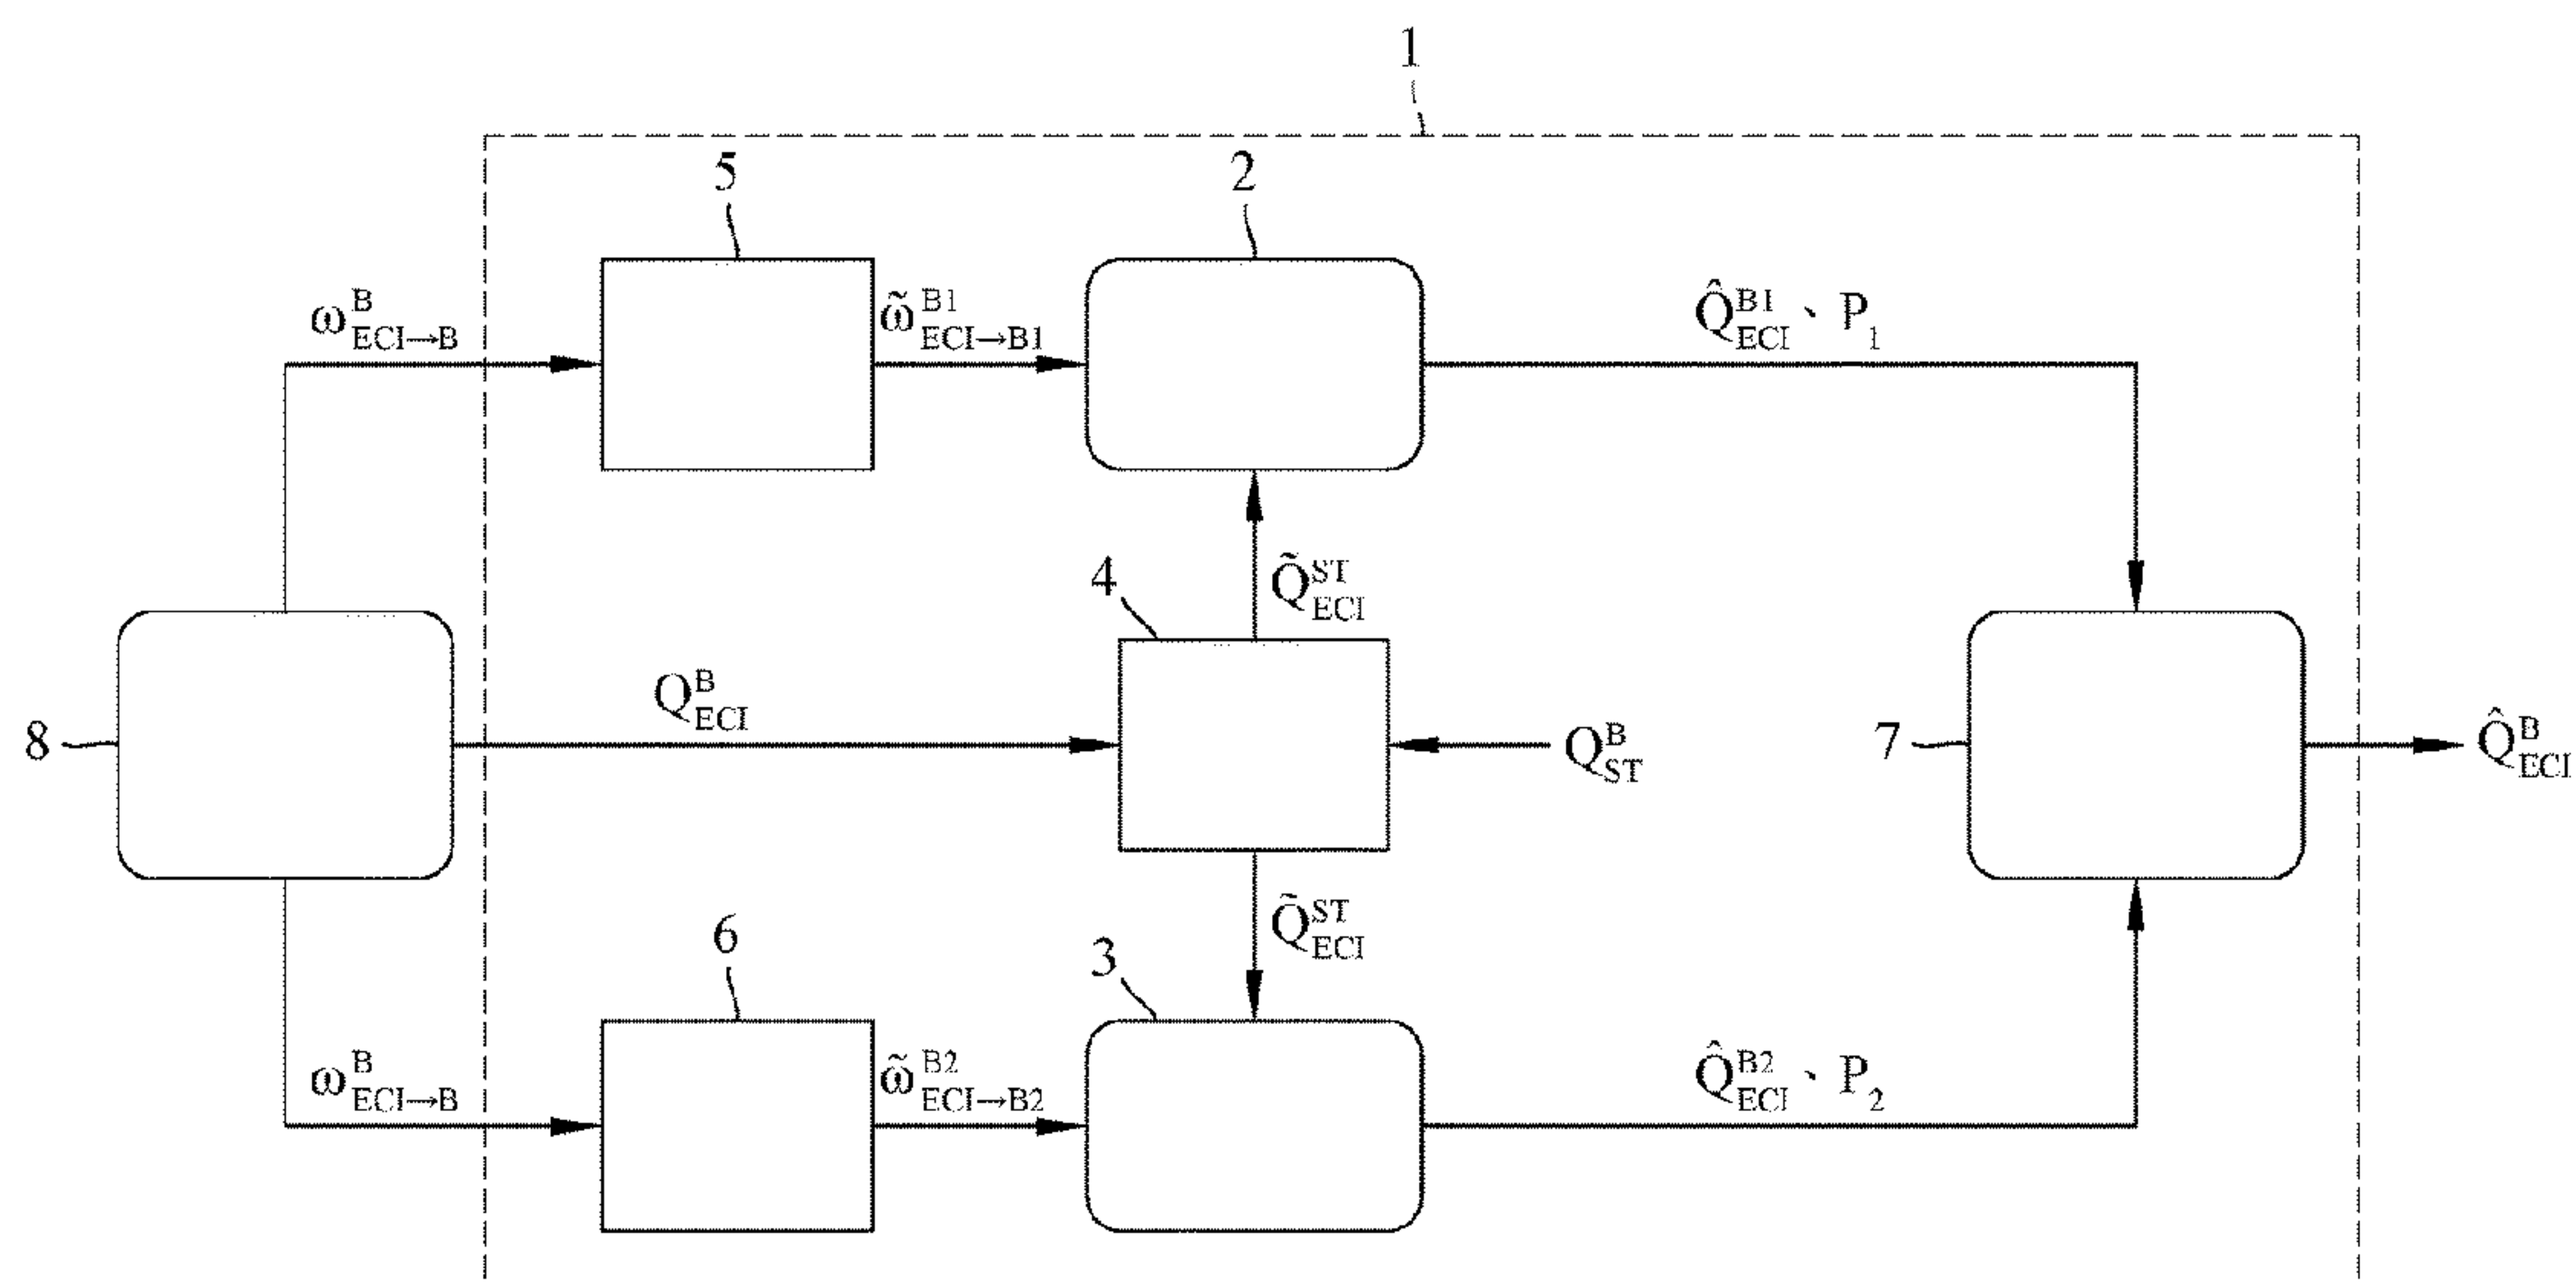 1
5
2
ω^B_ECI→B
ω̃^B1_ECI→B1
Q̂^B1_ECI、P_1
4
Q̃^ST_ECI
8
Q^B_ECI
Q^B_ST
7
Q̂^B_ECI
6
3
Q̃^ST_ECI
ω^B_ECI→B
ω̃^B2_ECI→B2
Q̂^B2_ECI、P_2